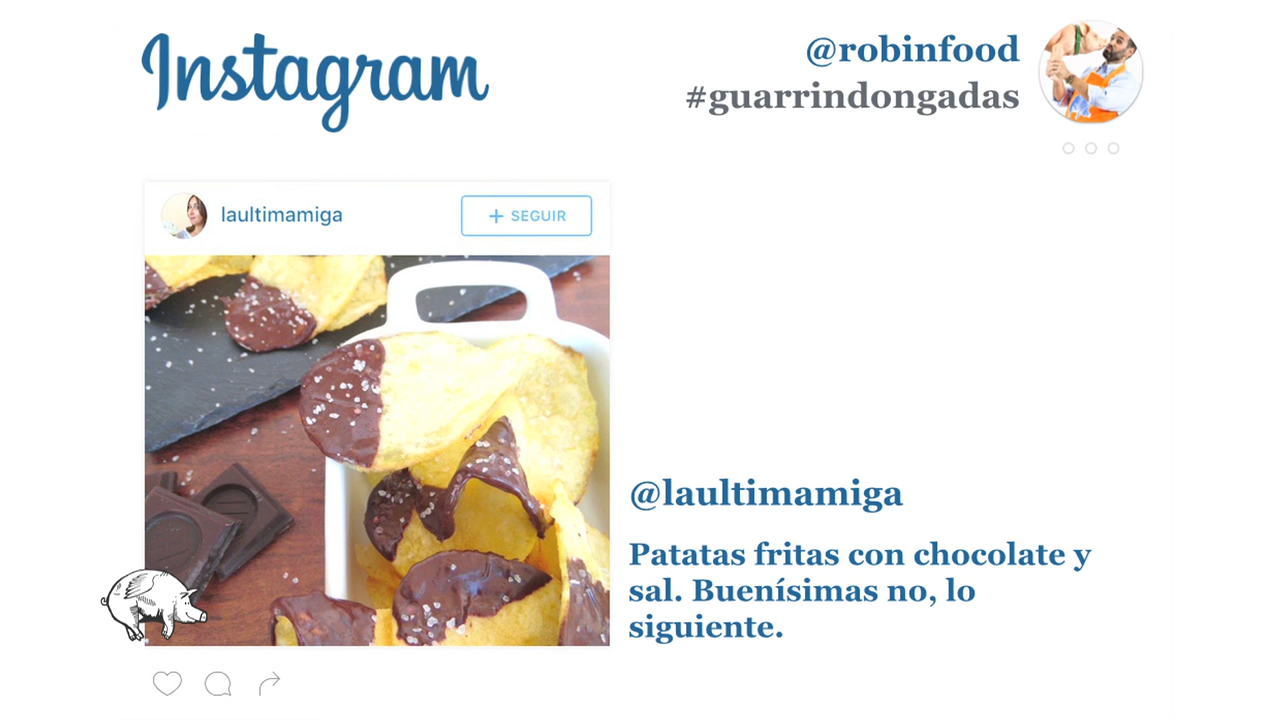 Instagram
@robinfood
#guarrindongadas
laultimamiga
+ SEGUIR
@laultimamiga
Patatas fritas con chocolate y
sal. Buenísimas no, lo
siguiente.